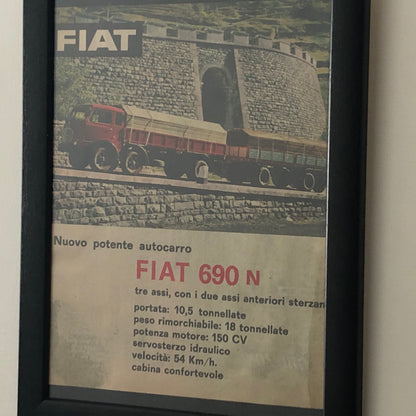 FIAT
Nuovo potente autocarro
FIAT 690 N
tre assi, con i due assi anteriori sterzan
portata: 10,5 tonnellate
peso rimorchiabile: 18 tonnellate
potenza motore: 150 CV
servosterzo idraulico
velocità: 54 Km/h.
cabina confortevole